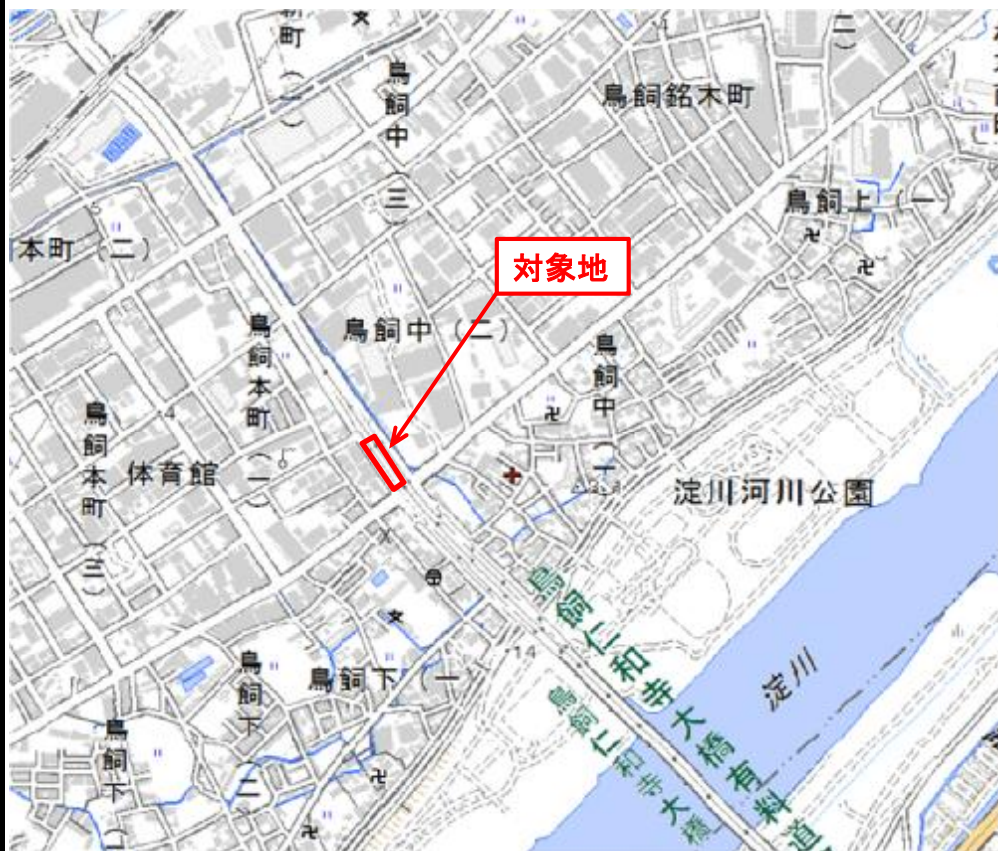 町(一)
鳥飼中(三)
鳥飼銘木町
鳥飼上(一)
本町(二)
対象地
鳥飼本町(一)
鳥飼中(二)
鳥飼中(一)
鳥飼本町(三)
体育館
淀川河川公園
鳥飼仁和寺大橋有料道
鳥飼仁和寺大橋
淀川
14
鳥飼下(一)
鳥飼下(二)
鳥飼下